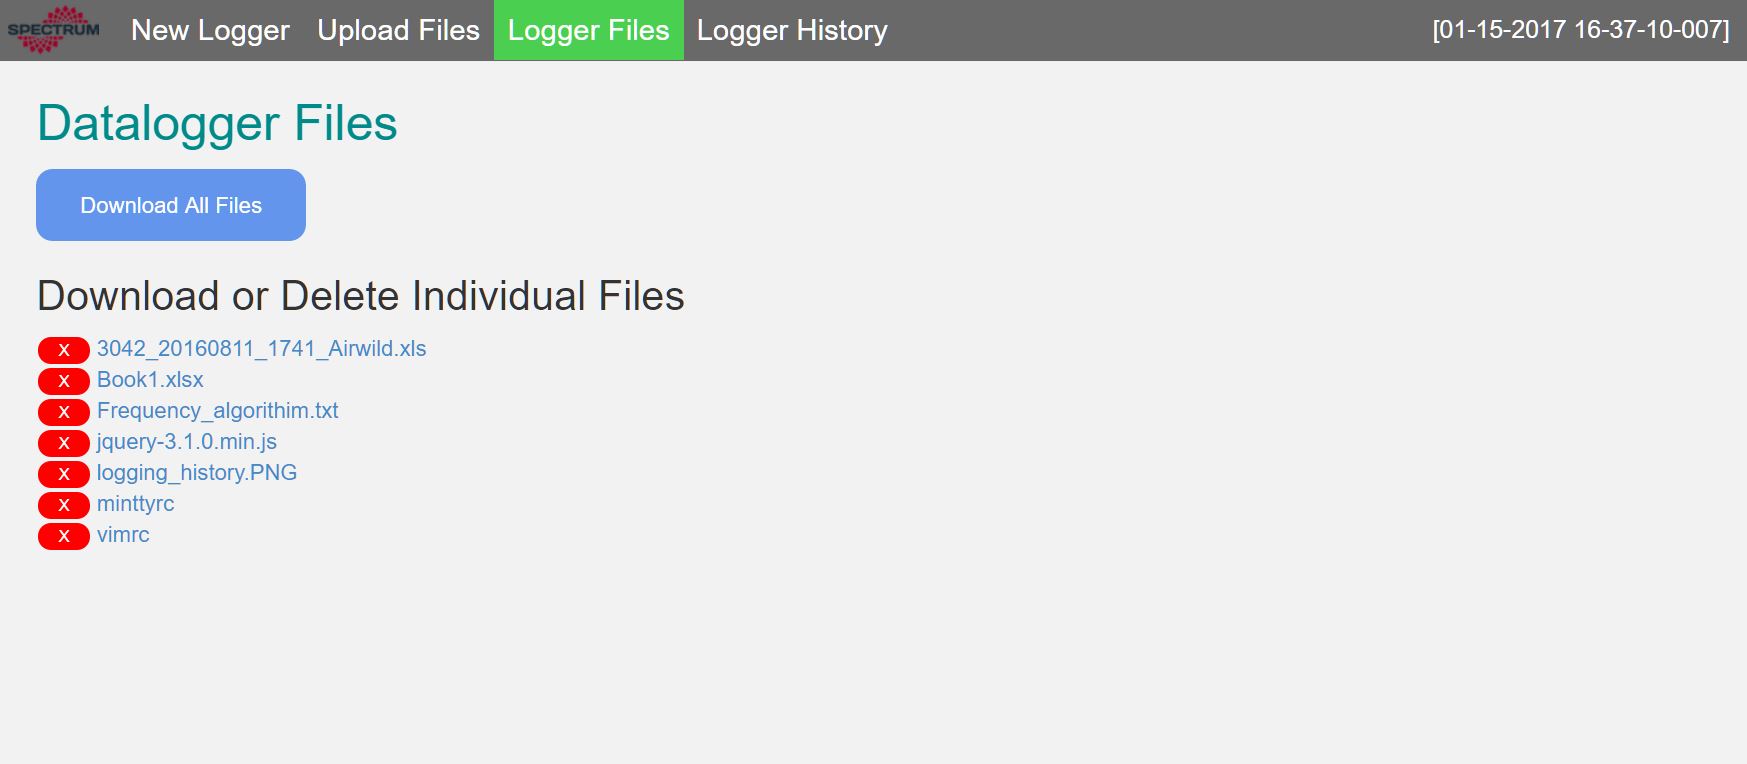 SPECTRUM New Logger Upload Files Logger Files Logger History [01-15-2017 16-37-10-007]
Datalogger Files
Download All Files
Download or Delete Individual Files
X 3042_20160811_1741_Airwild.xls
X Book1.xlsx
X Frequency_algorithim.txt
X jquery-3.1.0.min.js
X logging_history.PNG
X minttyrc
X vimrc